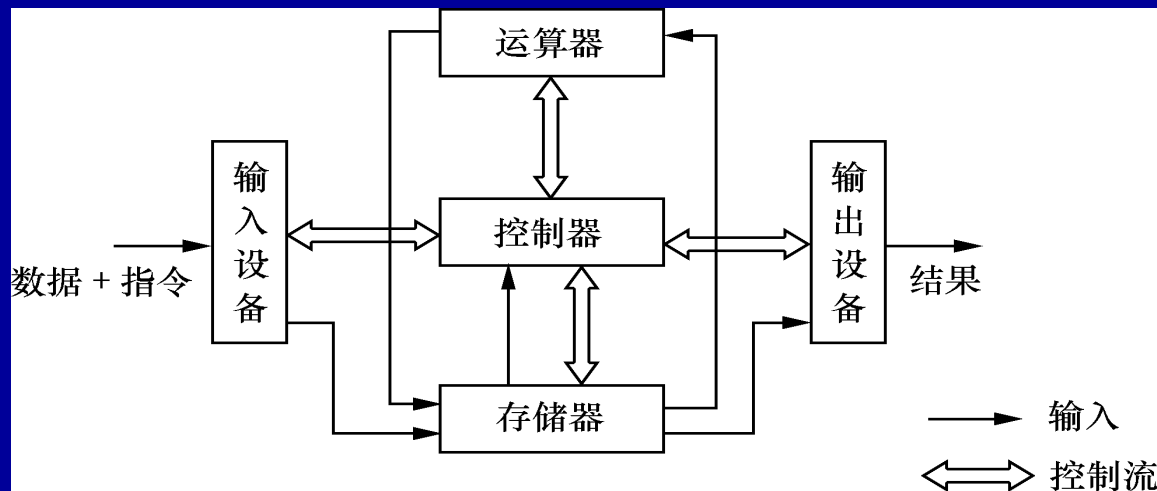 运算器
输入设备
控制器
输出设备
数据 + 指令
结果
存储器
输入
控制流